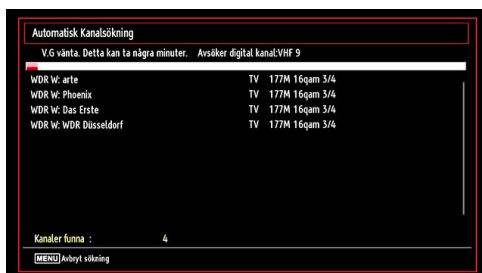 Automatisk Kanalsökning
V.G vänta. Detta kan ta några minuter. Avsöker digital kanal:VHF 9
WDR W: arte TV 177M 16qam 3/4
WDR W: Phoenix TV 177M 16qam 3/4
WDR W: Das Erste TV 177M 16qam 3/4
WDR W: WDR Düsseldorf TV 177M 16qam 3/4
Kanaler funna : 4
MENU Avbryt sökning